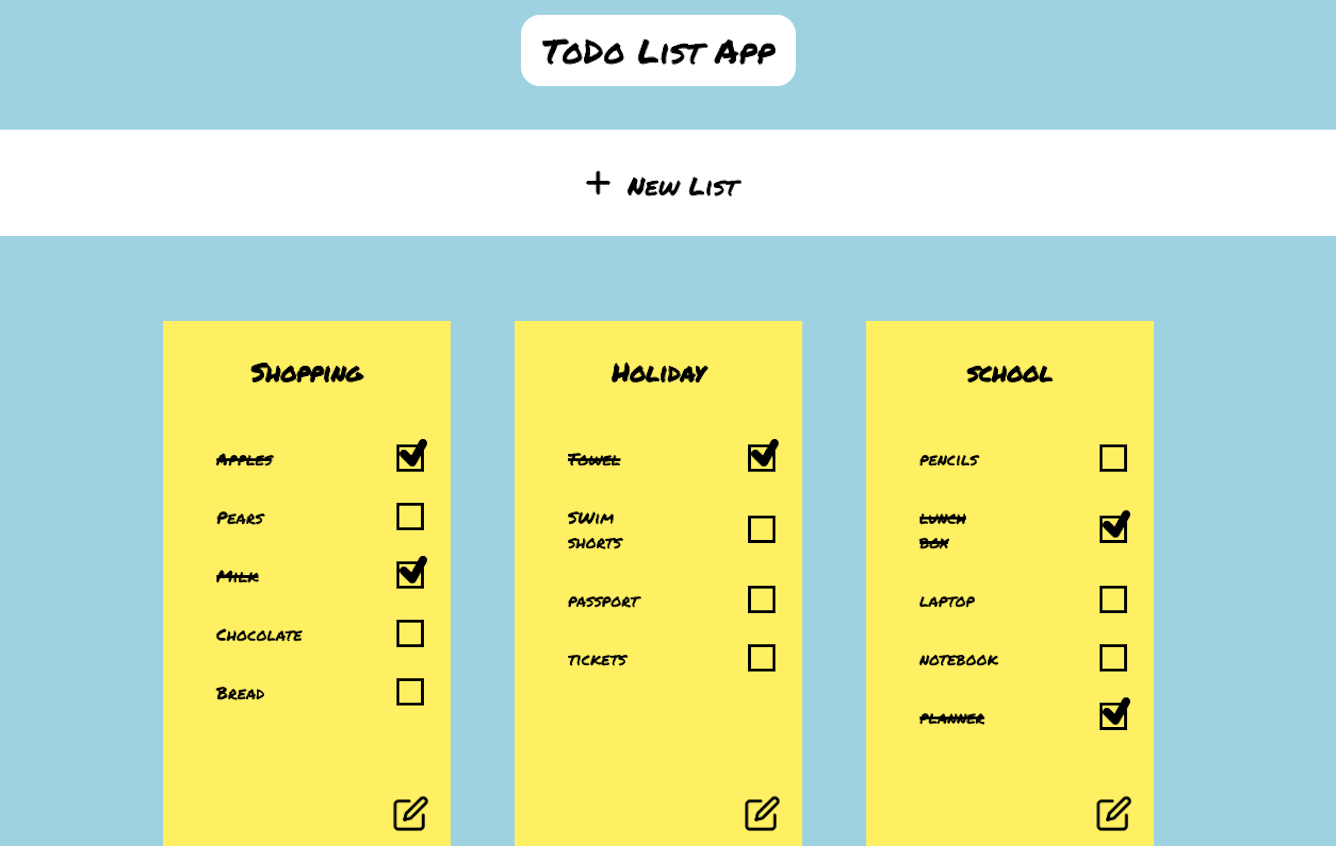 ToDo List App
New List
Shopping
Apples
Pears
Milk
Chocolate
Bread
Holiday
Towel
SWim
shorts
passport
tickets
school
pencils
lunch
box
laptop
notebook
planner